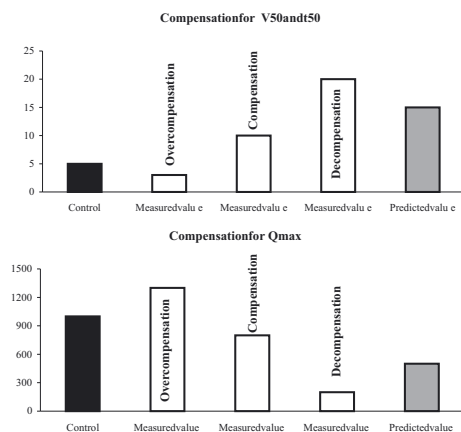 Compensationfor V50andt50
25
20
15
10
5
0
Overcompensation
Compensation
Decompensation
Control Measuredvalu e Measuredvalu e Measuredvalu e Predictedvalu e
Compensationfor Qmax
1500
1200
900
600
300
0
Overcompensation
Compensation
Decompensation
Control Measuredvalue Measuredvalue Measuredvalue Predictedvalue